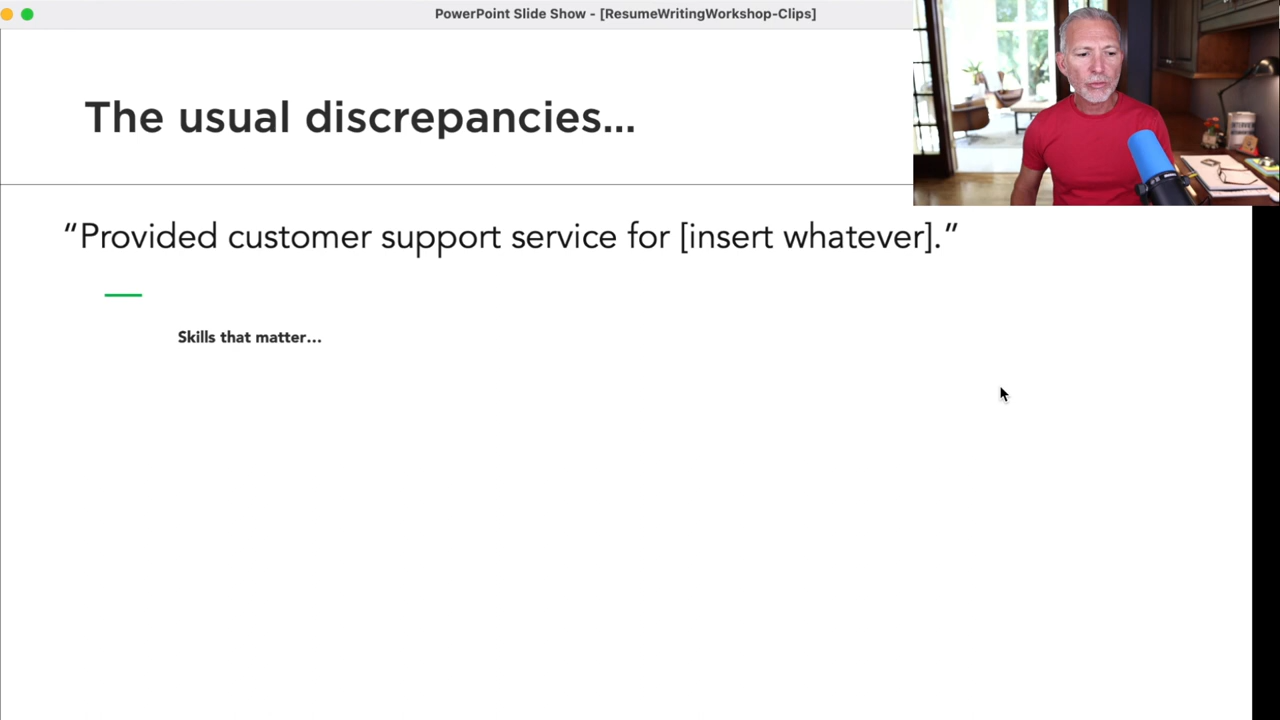 PowerPoint Slide Show - [ResumeWritingWorkshop-Clips]
The usual discrepancies...
“Provided customer support service for [insert whatever].”
Skills that matter...